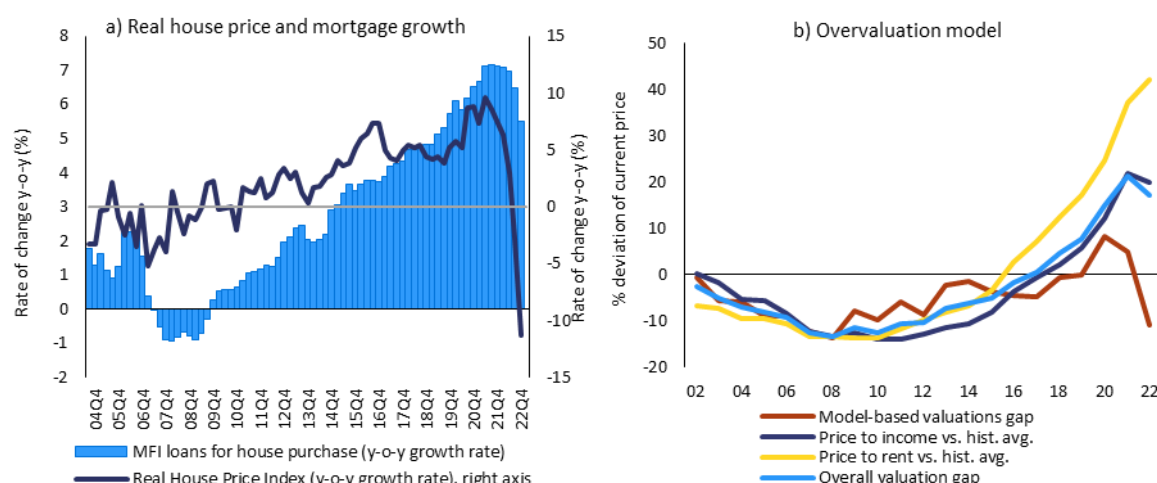 a) Real house price and mortgage growth
Rate of change y-o-y (%)
8
7
6
5
4
3
2
1
0
-1
-2
15
10
5
0
-5
-10
-15
Rate of change y-o-y (%)
04Q4
05Q4
06Q4
07Q4
08Q4
09Q4
10Q4
11Q4
12Q4
13Q4
14Q4
15Q4
16Q4
17Q4
18Q4
19Q4
20Q4
21Q4
22Q4
MFI loans for house purchase (y-o-y growth rate)
Real House Price Index (y-o-y growth rate), right axis
b) Overvaluation model
% deviation of current price
50
40
30
20
10
0
-10
-20
02 04 06 08 10 12 14 16 18 20 22
Model-based valuations gap
Price to income vs. hist. avg.
Price to rent vs. hist. avg.
Overall valuation gap